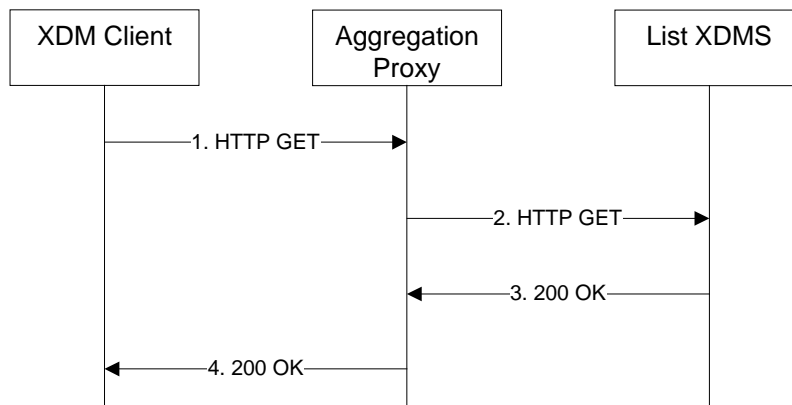 XDM Client
Aggregation
Proxy
List XDMS
1. HTTP GET
2. HTTP GET
3. 200 OK
4. 200 OK